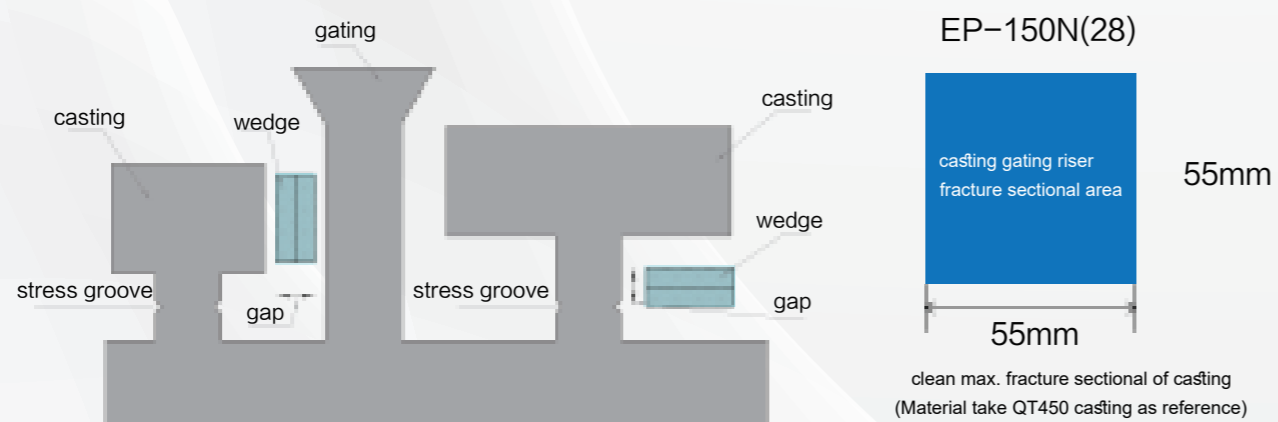 gating
casting
wedge
stress groove
gap
casting
wedge
stress groove
gap
EP-150N(28)
casting gating riser
fracture sectional area
55mm
55mm
clean max. fracture sectional of casting
(Material take QT450 casting as reference)